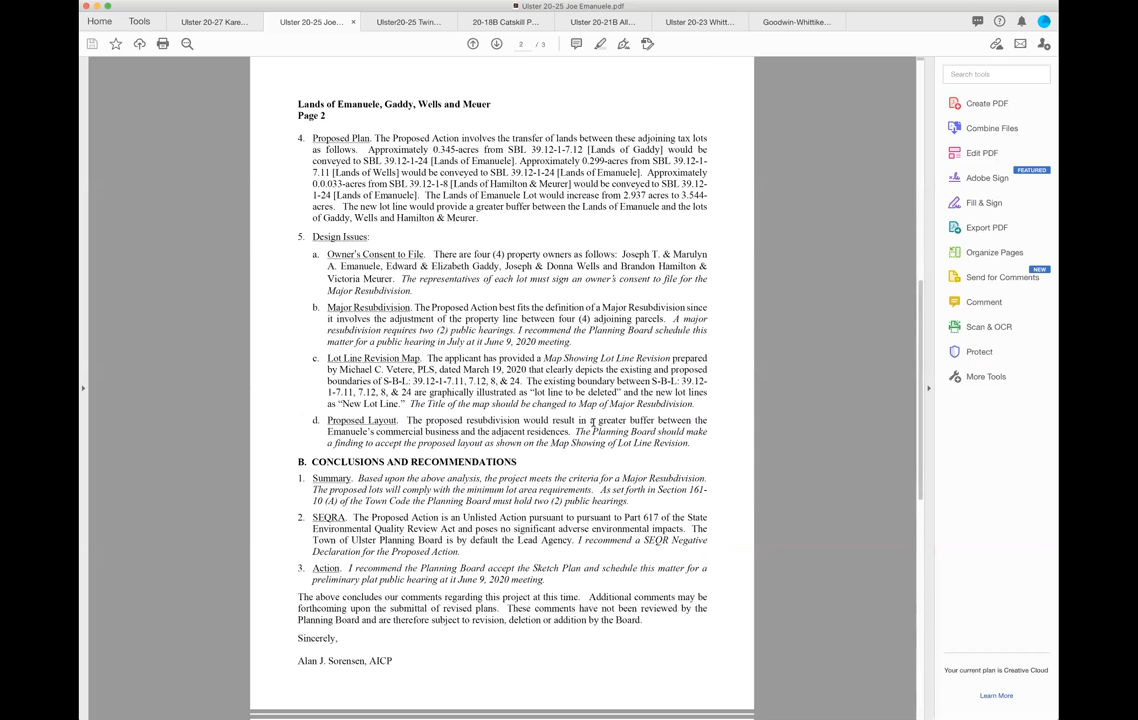 Ulster 20-25 Joe Emanuele.pdf
Home
Tools
Ulster 20-27 Kare...
Ulster 20-25 Joe... ×
Ulster20-25 Twin...
20-18B Catskill P...
Ulster 20-21B All...
Ulster 20-23 Whitt...
Goodwin-Whittike...
2 / 3
Search tools
Create PDF
Combine Files
Edit PDF
FEATURED
Adobe Sign
Fill & Sign
Export PDF
Organize Pages
NEW
Send for Comments
Comment
Scan & OCR
Protect
More Tools
Your current plan is Creative Cloud
Learn More
Lands of Emanuele, Gaddy, Wells and Meuer
Page 2
4. Proposed Plan. The Proposed Action involves the transfer of lands between these adjoining tax lots
as follows. Approximately 0.345-acres from SBL 39.12-1-7.12 [Lands of Gaddy] would be
conveyed to SBL 39.12-1-24 [Lands of Emanuele]. Approximately 0.299-acres from SBL 39.12-1-
7.11 [Lands of Wells] would be conveyed to SBL 39.12-1-24 [Lands of Emanuele]. Approximately
0.0.033-acres from SBL 39.12-1-8 [Lands of Hamilton & Meurer] would be conveyed to SBL 39.12-
1-24 [Lands of Emanuele]. The Lands of Emanuele Lot would increase from 2.937 acres to 3.544-
acres. The new lot line would provide a greater buffer between the Lands of Emanuele and the lots
of Gaddy, Wells and Hamilton & Meurer.
5. Design Issues:
a. Owner's Consent to File. There are four (4) property owners as follows: Joseph T. & Marulyn
A. Emanuele, Edward & Elizabeth Gaddy, Joseph & Donna Wells and Brandon Hamilton &
Victoria Meurer. The representatives of each lot must sign an owner's consent to file for the
Major Resubdivision.
b. Major Resubdivision. The Proposed Action best fits the definition of a Major Resubdivision since
it involves the adjustment of the property line between four (4) adjoining parcels. A major
resubdivision requires two (2) public hearings. I recommend the Planning Board schedule this
matter for a public hearing in July at it June 9, 2020 meeting.
c. Lot Line Revision Map. The applicant has provided a Map Showing Lot Line Revision prepared
by Michael C. Vetere, PLS, dated March 19, 2020 that clearly depicts the existing and proposed
boundaries of S-B-L: 39.12-1-7.11, 7.12, 8, & 24. The existing boundary between S-B-L: 39.12-
1-7.11, 7.12, 8, & 24 are graphically illustrated as "lot line to be deleted" and the new lot lines
as "New Lot Line." The Title of the map should be changed to Map of Major Resubdivision.
d. Proposed Layout. The proposed resubdivision would result in a greater buffer between the
Emanuele's commercial business and the adjacent residences. The Planning Board should make
a finding to accept the proposed layout as shown on the Map Showing of Lot Line Revision.
B. CONCLUSIONS AND RECOMMENDATIONS
1. Summary. Based upon the above analysis, the project meets the criteria for a Major Resubdivision.
The proposed lots will comply with the minimum lot area requirements. As set forth in Section 161-
10 (A) of the Town Code the Planning Board must hold two (2) public hearings.
2. SEQRA. The Proposed Action is an Unlisted Action pursuant to pursuant to Part 617 of the State
Environmental Quality Review Act and poses no significant adverse environmental impacts. The
Town of Ulster Planning Board is by default the Lead Agency. I recommend a SEQR Negative
Declaration for the Proposed Action.
3. Action. I recommend the Planning Board accept the Sketch Plan and schedule this matter for a
preliminary plat public hearing at it June 9, 2020 meeting.
The above concludes our comments regarding this project at this time. Additional comments may be
forthcoming upon the submittal of revised plans. These comments have not been reviewed by the
Planning Board and are therefore subject to revision, deletion or addition by the Board.
Sincerely,
Alan J. Sorensen, AICP